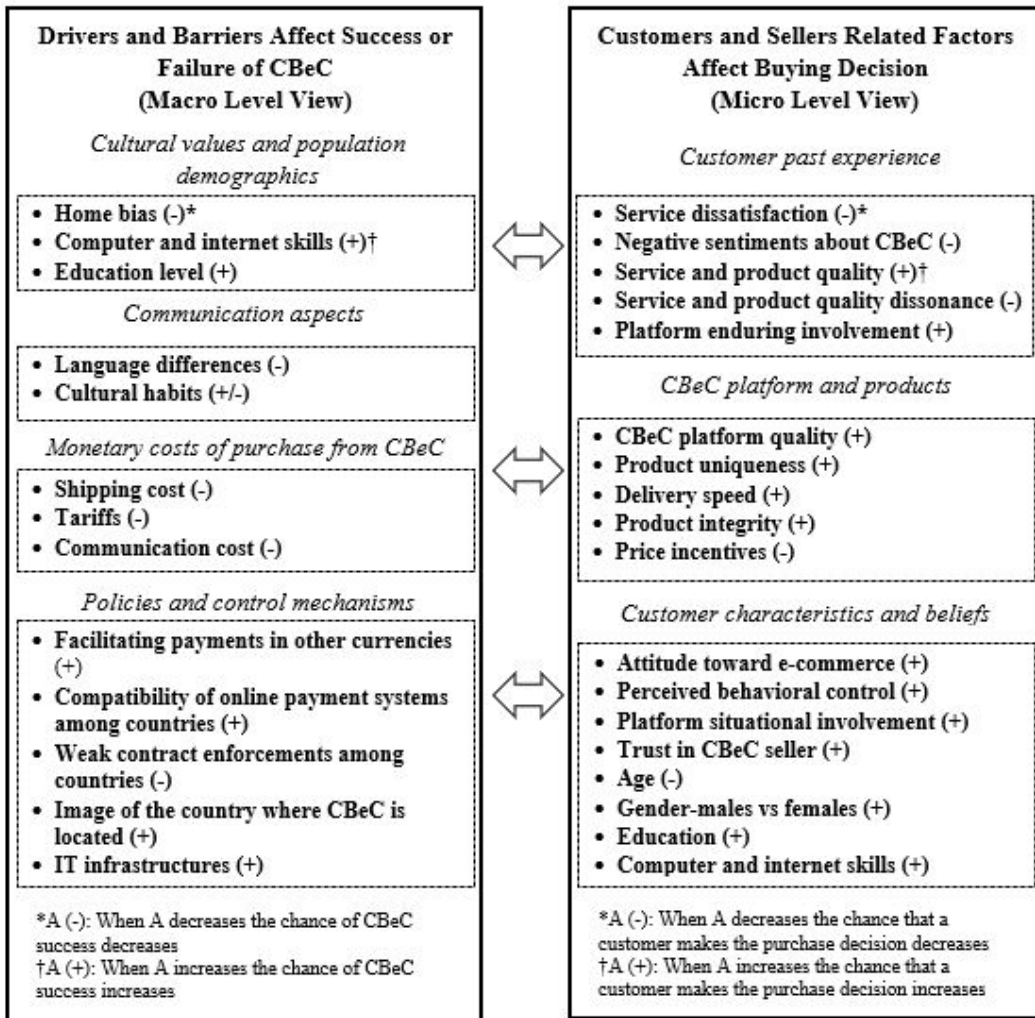 Drivers and Barriers Affect Success or
Failure of CBeC
(Macro Level View)
Cultural values and population
demographics
• Home bias (-)*
• Computer and internet skills (+)†
• Education level (+)
Communication aspects
• Language differences (-)
• Cultural habits (+/-)
Monetary costs of purchase from CBeC
• Shipping cost (-)
• Tariffs (-)
• Communication cost (-)
Policies and control mechanisms
• Facilitating payments in other currencies
(+)
• Compatibility of online payment systems
among countries (+)
• Weak contract enforcements among
countries (-)
• Image of the country where CBeC is
located (+)
• IT infrastructures (+)
*A (-): When A decreases the chance of CBeC
success decreases
†A (+): When A increases the chance of CBeC
success increases
Customers and Sellers Related Factors
Affect Buying Decision
(Micro Level View)
Customer past experience
• Service dissatisfaction (-)*
• Negative sentiments about CBeC (-)
• Service and product quality (+)†
• Service and product quality dissonance (-)
• Platform enduring involvement (+)
CBeC platform and products
• CBeC platform quality (+)
• Product uniqueness (+)
• Delivery speed (+)
• Product integrity (+)
• Price incentives (-)
Customer characteristics and beliefs
• Attitude toward e-commerce (+)
• Perceived behavioral control (+)
• Platform situational involvement (+)
• Trust in CBeC seller (+)
• Age (-)
• Gender-males vs females (+)
• Education (+)
• Computer and internet skills (+)
*A (-): When A decreases the chance that a
customer makes the purchase decision decreases
†A (+): When A increases the chance that a
customer makes the purchase decision increases